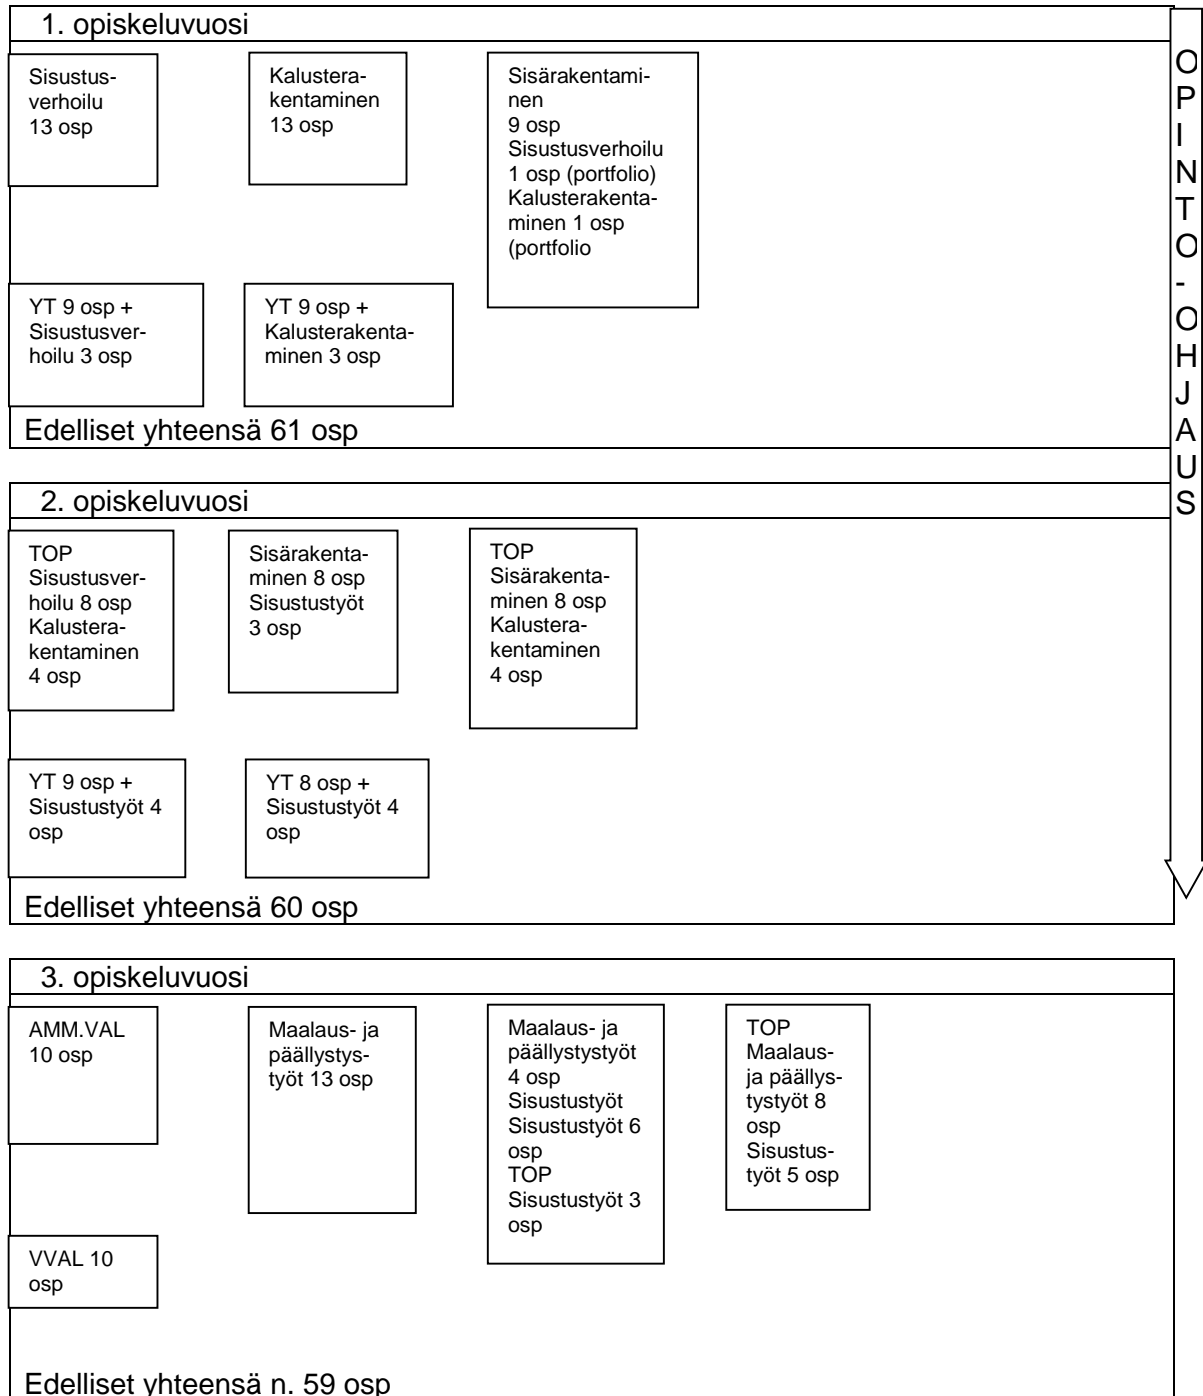 1. opiskeluvuosi
Sisustus-
verhoilu
13 osp
Kalustera-
kentaminen
13 osp
Sisärakentami-
nen
9 osp
Sisustusverhoilu
1 osp (portfolio)
Kalusterakenta-
minen 1 osp
(portfolio
YT 9 osp +
Sisustusver-
hoilu 3 osp
YT 9 osp +
Kalusterakenta-
minen 3 osp
Edelliset yhteensä 61 osp
2. opiskeluvuosi
TOP
Sisustusver-
hoilu 8 osp
Kalustera-
kentaminen
4 osp
Sisärakenta-
minen 8 osp
Sisustustyöt
3 osp
TOP
Sisärakenta-
minen 8 osp
Kalustera-
kentaminen
4 osp
YT 9 osp +
Sisustustyöt 4
osp
YT 8 osp +
Sisustustyöt 4
osp
Edelliset yhteensä 60 osp
3. opiskeluvuosi
AMM.VAL
10 osp
Maalaus- ja
päällystys-
työt 13 osp
Maalaus- ja
päällystystyöt
4 osp
Sisustustyöt
Sisustustyöt 6
osp
TOP
Sisustustyöt 3
osp
TOP
Maalaus-
ja päällys-
tystyöt 8
osp
Sisustus-
työt 5 osp
VVAL 10
osp
Edelliset yhteensä n. 59 osp
O
P
I
N
T
O
-
O
H
J
A
U
S